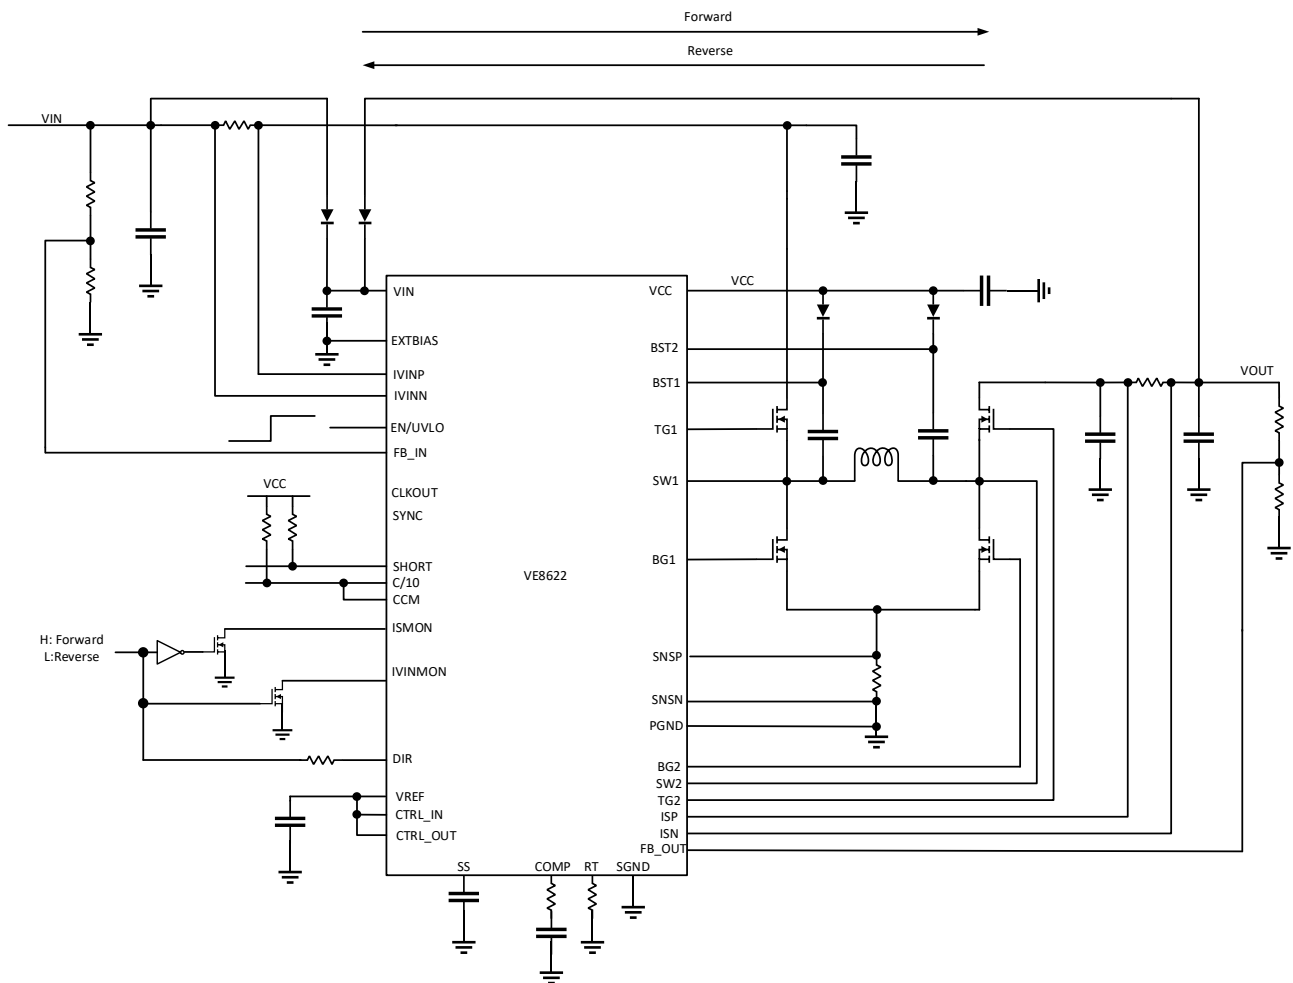 Forward
Reverse
VIN
VIN
EXTBIAS
IVINP
IVINN
EN/UVLO
FB_IN
VCC
CLKOUT
SYNC
SHORT
C/10
CCM
H: Forward
L:Reverse
ISMON
IVINMON
DIR
VREF
CTRL_IN
CTRL_OUT
VE8622
SS
COMP
RT
SGND
VCC
VCC
BST2
BST1
TG1
SW1
BG1
SNSP
SNSN
PGND
BG2
SW2
TG2
ISP
ISN
FB_OUT
VOUT